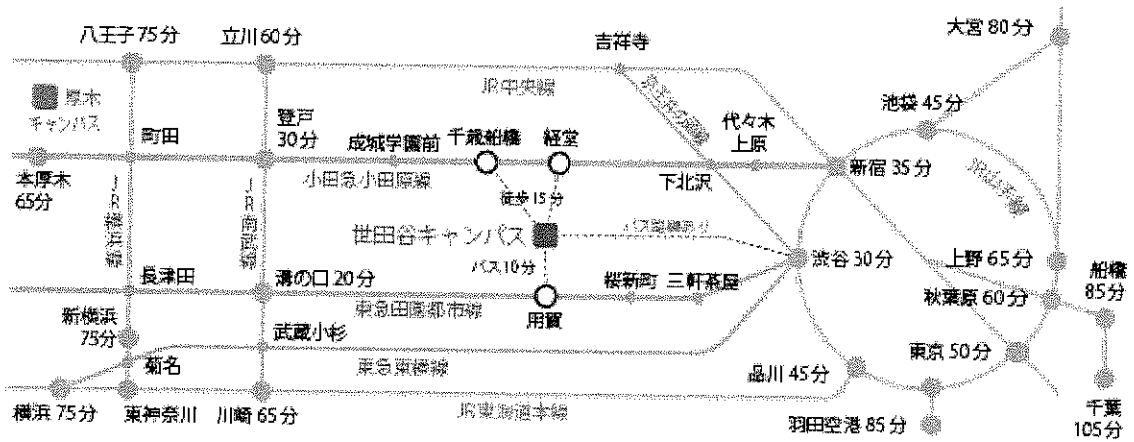 八王子 75分
立川 60分
吉祥寺
大宮 80分
JR中央線
京王井の頭線
池袋 45分
厚木
キャンパス
町田
登戸
30分
成城学園前
千歳船橋
経堂
代々木
上原
新宿 35分
JR山手線
本厚木
65分
小田急小田原線
下北沢
徒歩15分
JR横浜線
JR南武線
世田谷キャンパス
バス電構あり
渋谷 30分
上野 65分
船橋
85分
バス10分
長津田
溝の口 20分
桜新町
三軒茶屋
秋葉原 60分
東急田園都市線
用賀
新横浜
75分
武蔵小杉
東京 50分
菊名
東急東横線
品川 45分
横浜 75分
東神奈川
川崎 65分
JR東海道本線
羽田空港 85分
千葉
105分